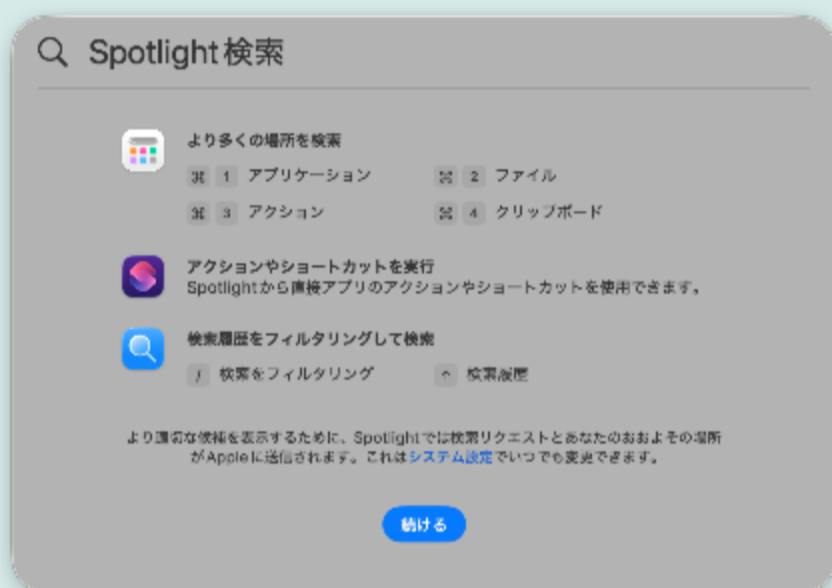 Spotlight検索
より多くの場所を検索
⌘ 1 アプリケーション ⌘ 2 ファイル
⌘ 3 アクション ⌘ 4 クリップボード
アクションやショートカットを実行
Spotlightから直接アプリのアクションやショートカットを使用できます。
検索履歴をフィルタリングして検索
/ 検索をフィルタリング ^ 検索履歴
より適切な候補を表示するために、Spotlightでは検索リクエストとあなたのおおよその場所
がAppleに送信されます。これはシステム設定でいつでも変更できます。
続ける